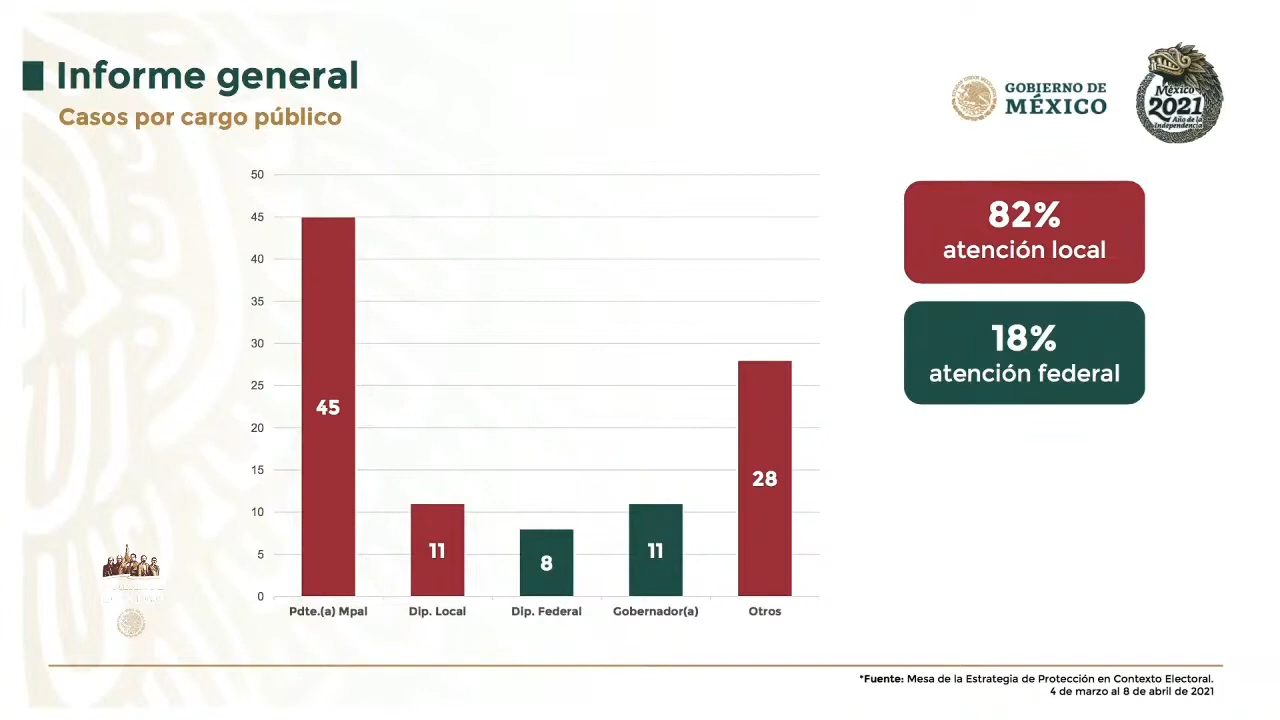 Informe general
Casos por cargo público
GOBIERNO DE
MÉXICO
México
2021
Año de la
Independencia
82%
atención local
18%
atención federal
50
45
40
35
30
25
20
15
10
5
0
45
11
8
11
28
Pdte.(a) Mpal
Dip. Local
Dip. Federal
Gobernador(a)
Otros
*Fuente: Mesa de la Estrategia de Protección en Contexto Electoral.
4 de marzo al 8 de abril de 2021